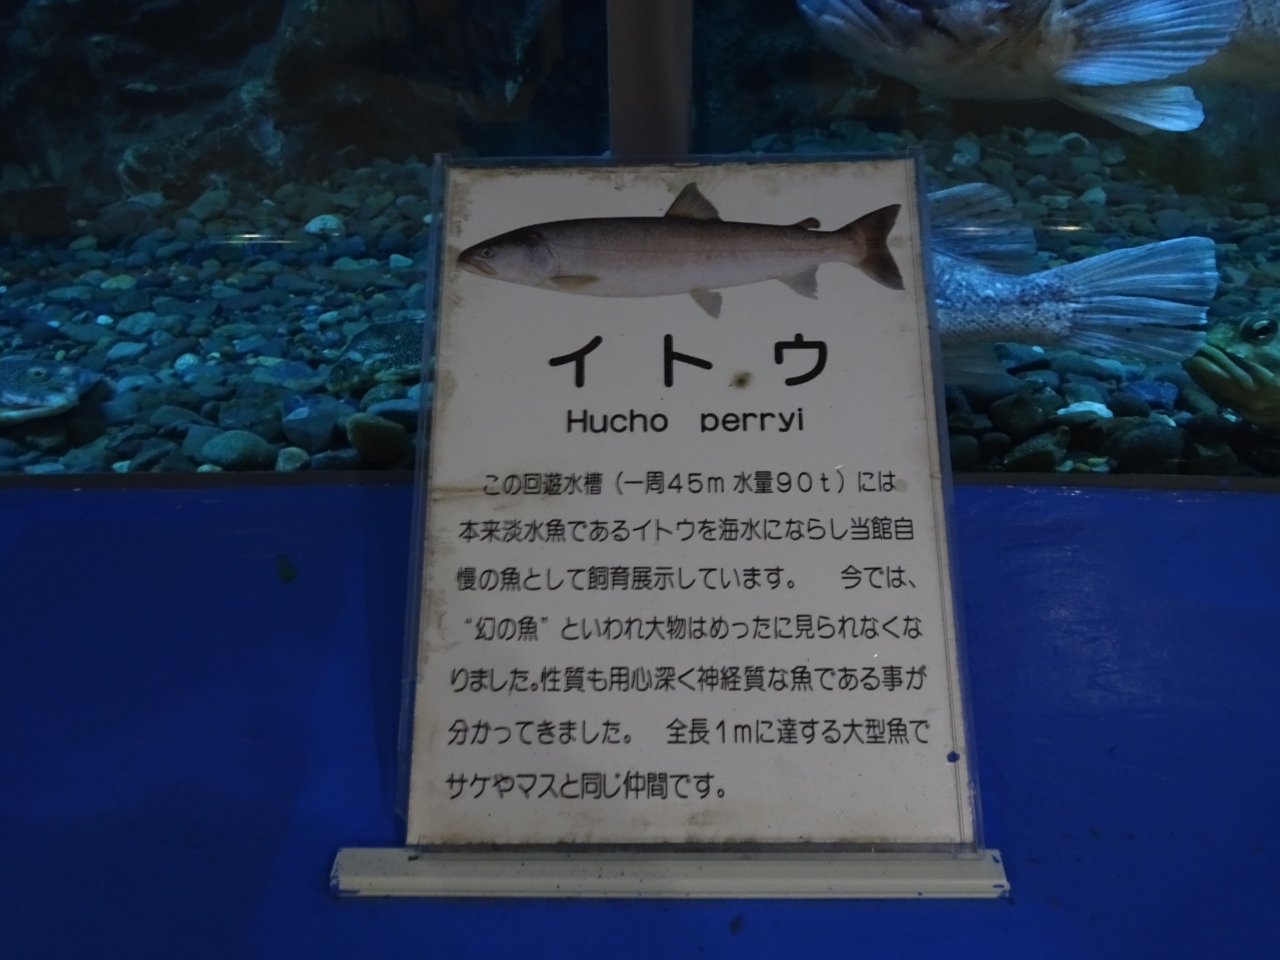 イトウ
Hucho perryi
この回遊水槽（一周45m 水量90t）には
本来淡水魚であるイトウを海水にならし当館自
慢の魚として飼育展示しています。 今では、
“幻の魚” といわれ大物はめったに見られなくな
りました。性質も用心深く神経質な魚である事が
分かってきました。 全長1mに達する大型魚で
サケやマスと同じ仲間です。